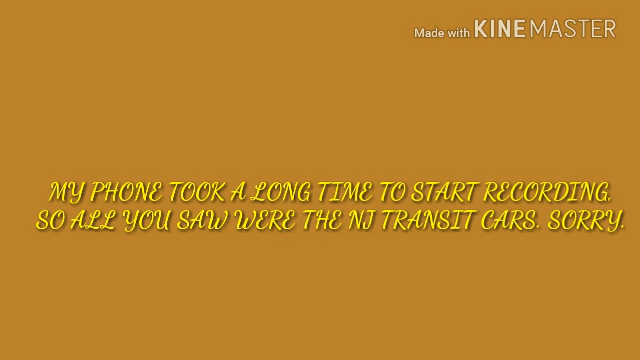 Made with KINEMASTER
MY PHONE TOOK A LONG TIME TO START RECORDING,
SO ALL YOU SAW WERE THE NJ TRANSIT CARS. SORRY.